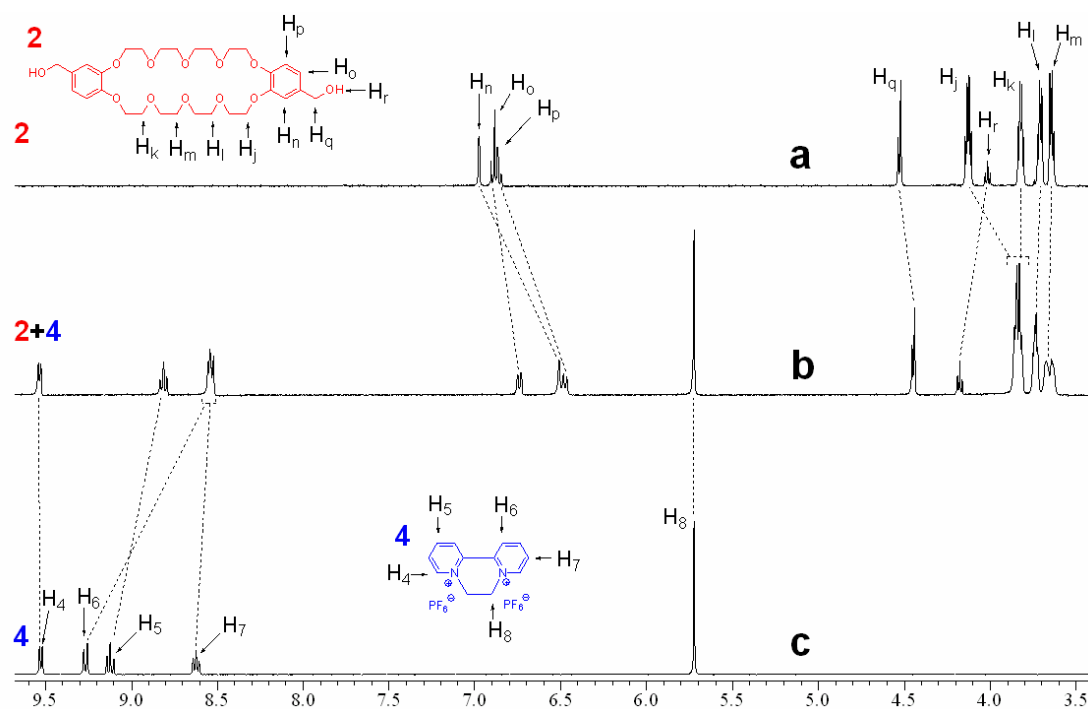 2
HO
O O O O O
O O O O O
OH
Hp
Ho
Hr
Hk Hm Hl Hj Hn Hq
2
Hn Ho Hp
Hq Hj Hr Hk Hl Hm
a
2+4
b
4
H5 H6
H4 N ⊕ N ⊕ H7
PF6⊖ PF6⊖
H8
H8
4
H4 H6 H5 H7
c
9.5 9.0 8.5 8.0 7.5 7.0 6.5 6.0 5.5 5.0 4.5 4.0 3.5